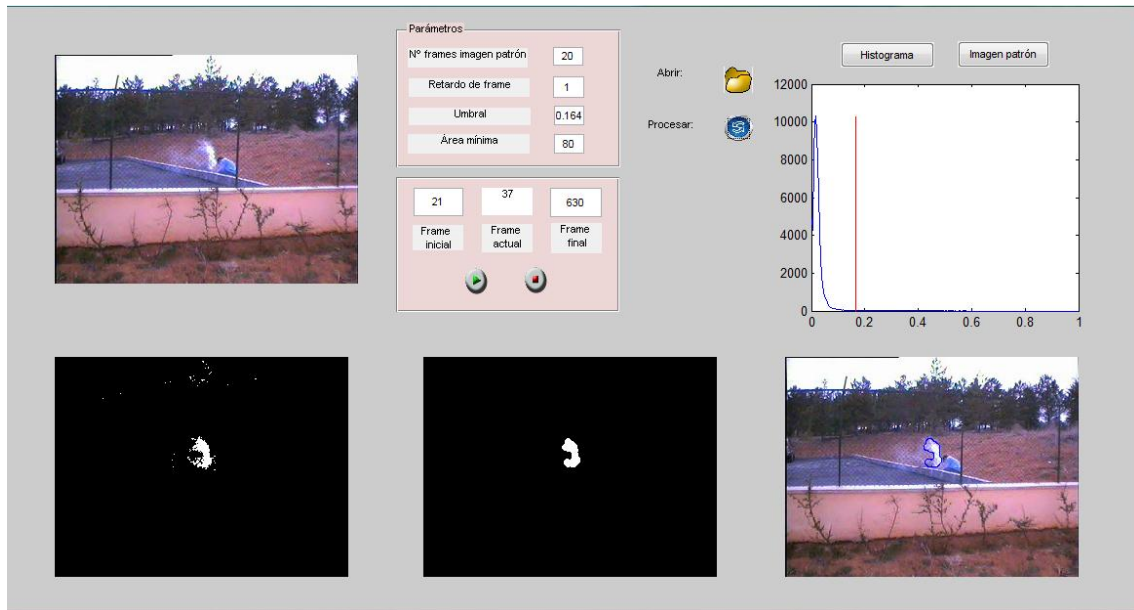 Parámetros
Nº frames imagen patrón 20
Retardo de frame 1
Umbral 0.164
Área mínima 80
21 37 630
Frame inicial
Frame actual
Frame final
Abrir:
Procesar:
Histograma
Imagen patrón
12000
10000
8000
6000
4000
2000
0
0 0.2 0.4 0.6 0.8 1